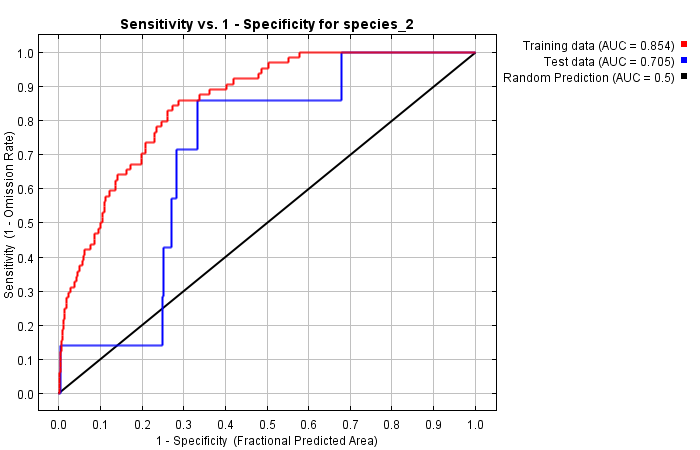 Sensitivity vs. 1 - Specificity for species_2
Training data (AUC = 0.854)
Test data (AUC = 0.705)
Random Prediction (AUC = 0.5)
Sensitivity (1 - Omission Rate)
1.0
0.9
0.8
0.7
0.6
0.5
0.4
0.3
0.2
0.1
0.0
0.0 0.1 0.2 0.3 0.4 0.5 0.6 0.7 0.8 0.9 1.0
1 - Specificity (Fractional Predicted Area)